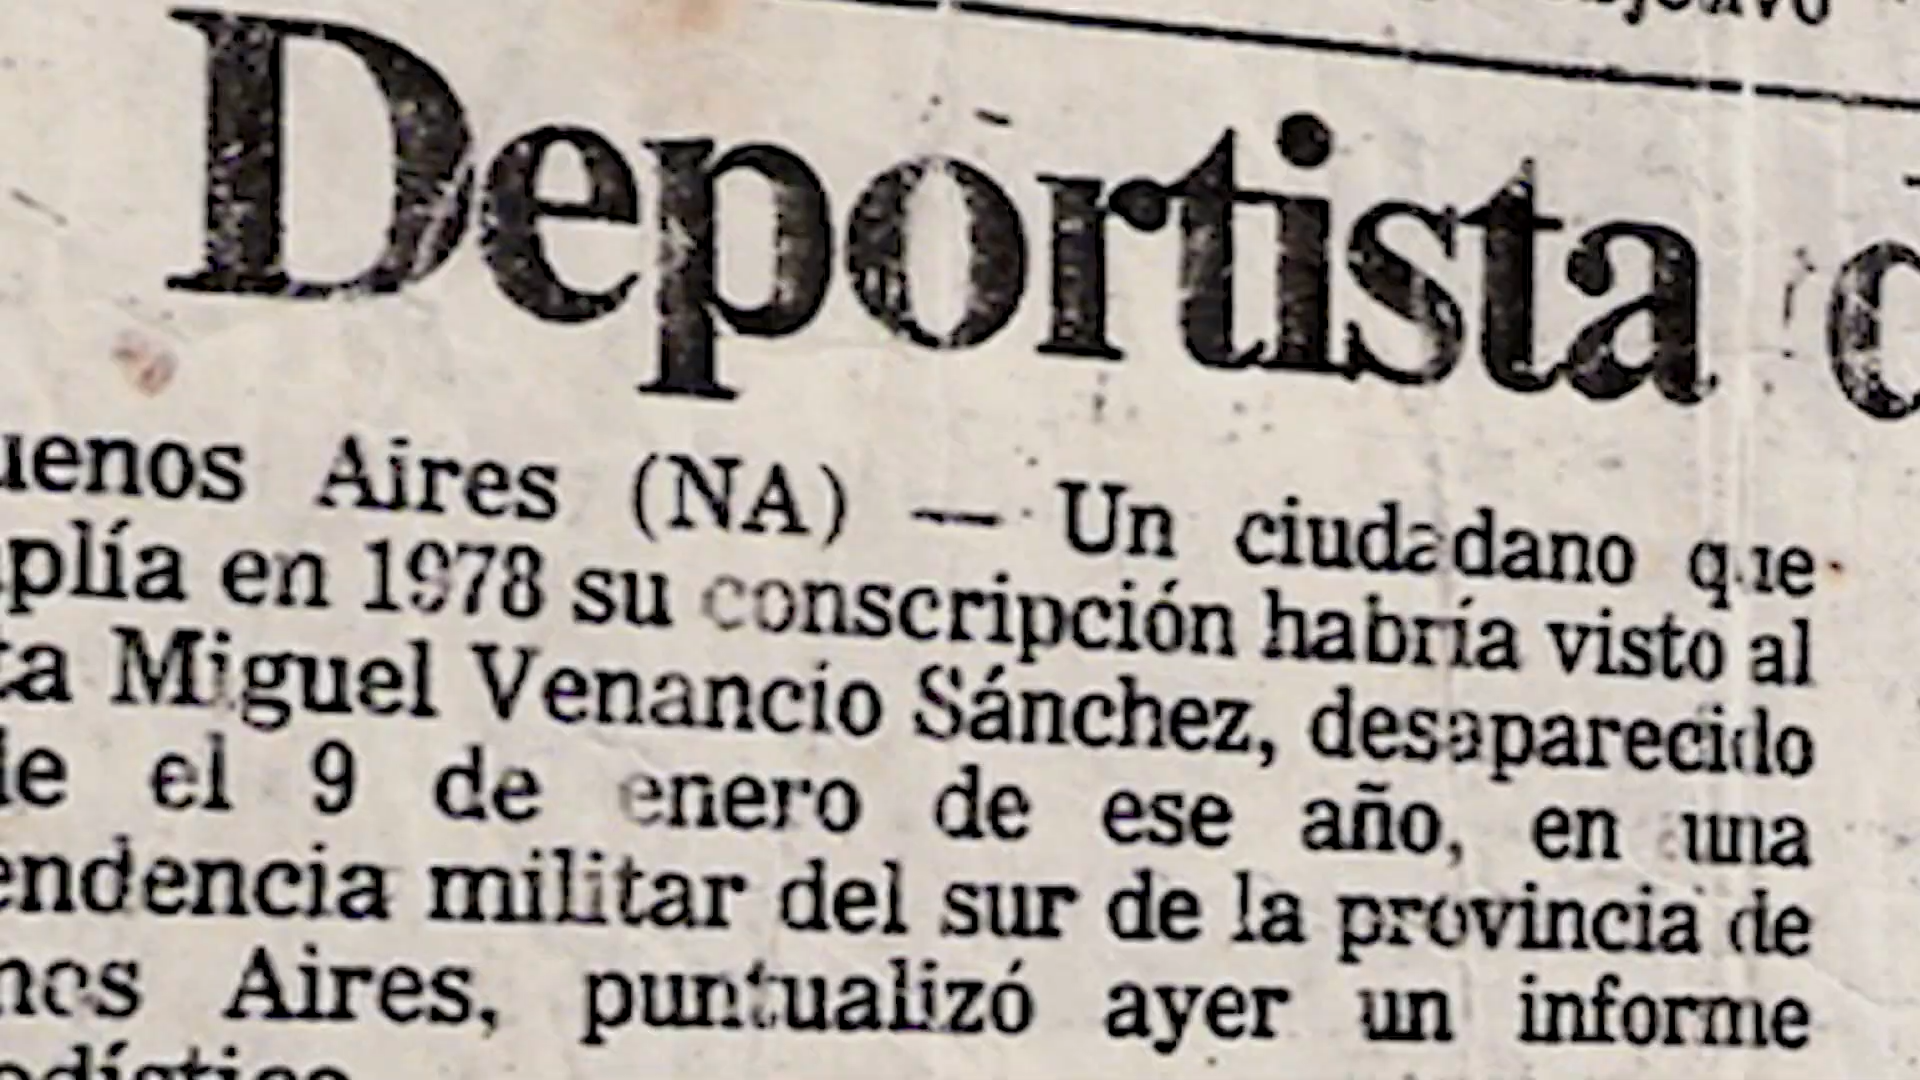 Deportista d
uenos Aires (NA) — Un ciudadano que
plía en 1978 su conscripción habría visto al
ta Miguel Venancio Sánchez, desaparecido
de el 9 de enero de ese año, en una
endencia militar del sur de la provincia de
nos Aires, puntualizó ayer un informe
odístico